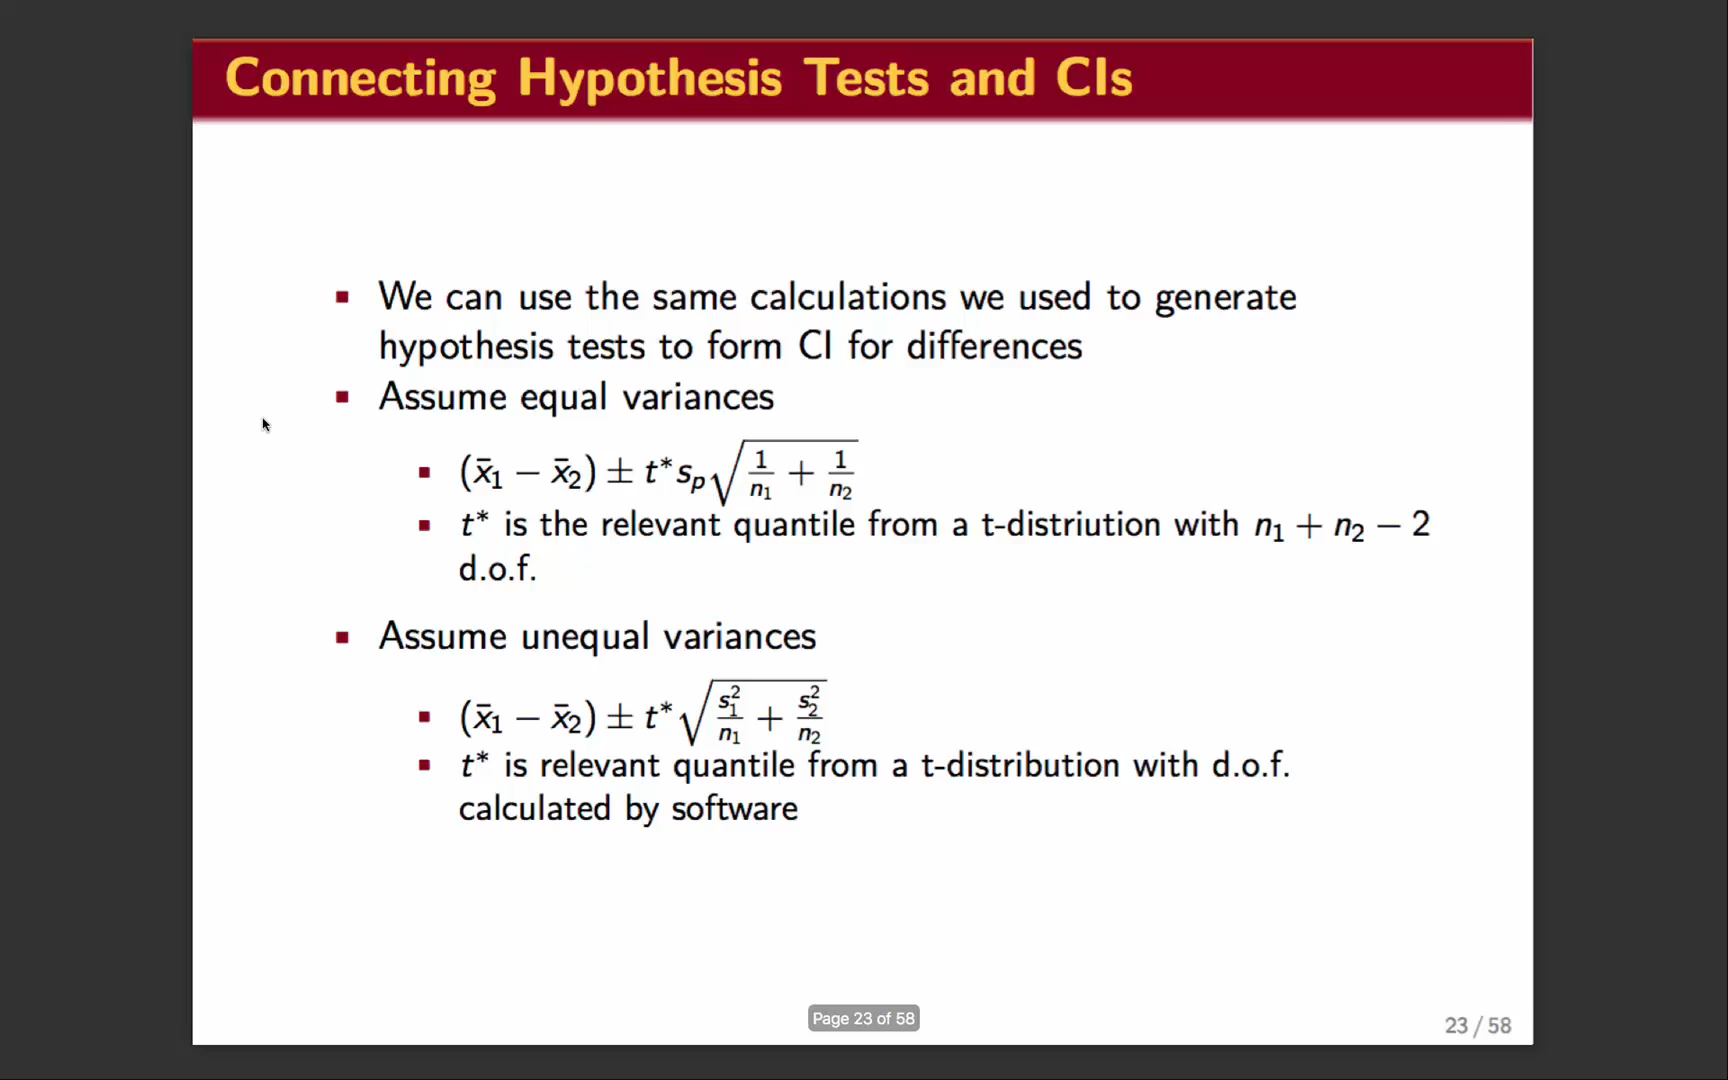 Connecting Hypothesis Tests and CIs
We can use the same calculations we used to generate
hypothesis tests to form CI for differences
Assume equal variances
(x̄₁ − x̄₂) ± t*sₚ√(1/n₁ + 1/n₂)
t* is the relevant quantile from a t-distriution with n₁ + n₂ − 2
d.o.f.
Assume unequal variances
(x̄₁ − x̄₂) ± t*√(s₁²/n₁ + s₂²/n₂)
t* is relevant quantile from a t-distribution with d.o.f.
calculated by software
Page 23 of 58
23 / 58